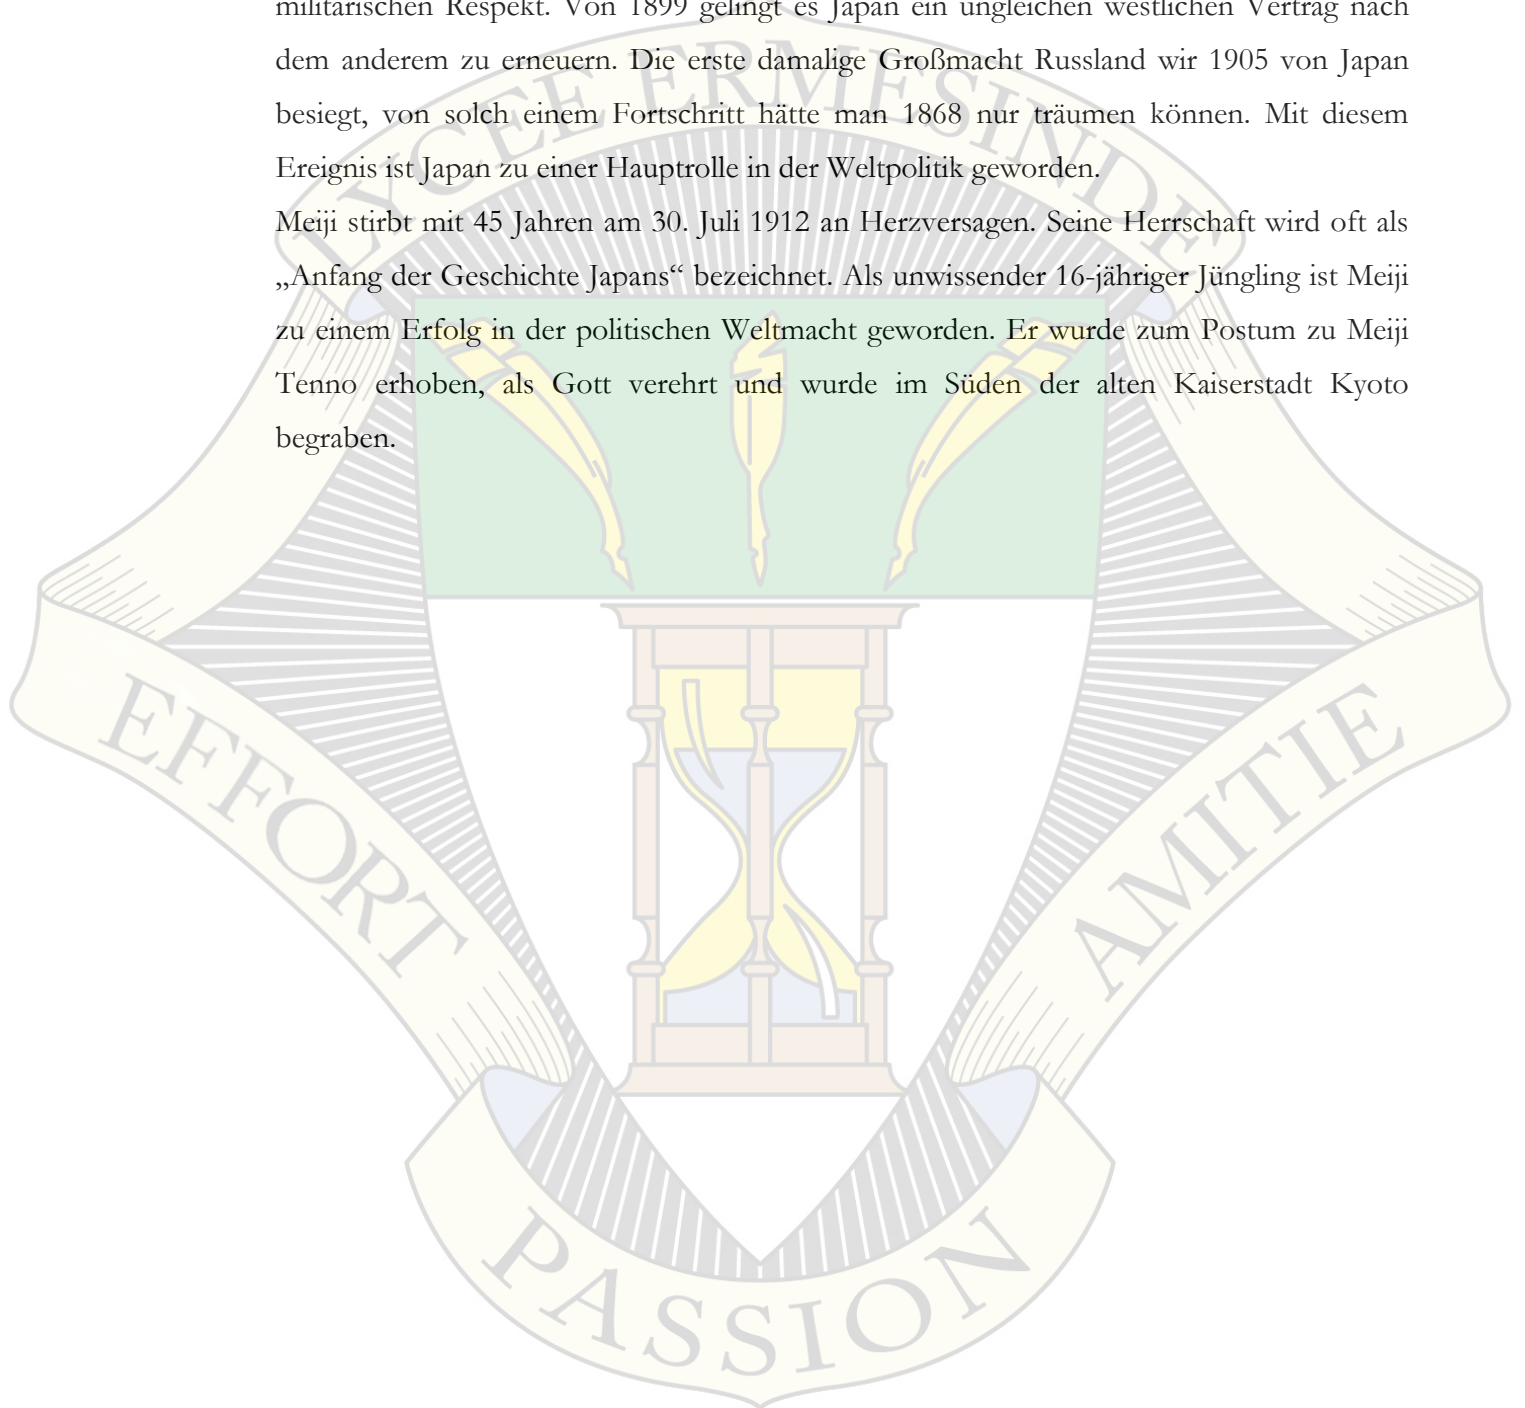 militärischen Respekt. Von 1899 gelingt es Japan ein ungleichen westlichen Vertrag nach
dem anderem zu erneuern. Die erste damalige Großmacht Russland wir 1905 von Japan
besiegt, von solch einem Fortschritt hätte man 1868 nur träumen können. Mit diesem
Ereignis ist Japan zu einer Hauptrolle in der Weltpolitik geworden.
Meiji stirbt mit 45 Jahren am 30. Juli 1912 an Herzversagen. Seine Herrschaft wird oft als
„Anfang der Geschichte Japans“ bezeichnet. Als unwissender 16-jähriger Jüngling ist Meiji
zu einem Erfolg in der politischen Weltmacht geworden. Er wurde zum Postum zu Meiji
Tenno erhoben, als Gott verehrt und wurde im Süden der alten Kaiserstadt Kyoto
begraben.
LYCEE ERMESINDE
EFFORT
AMITIE
PASSION